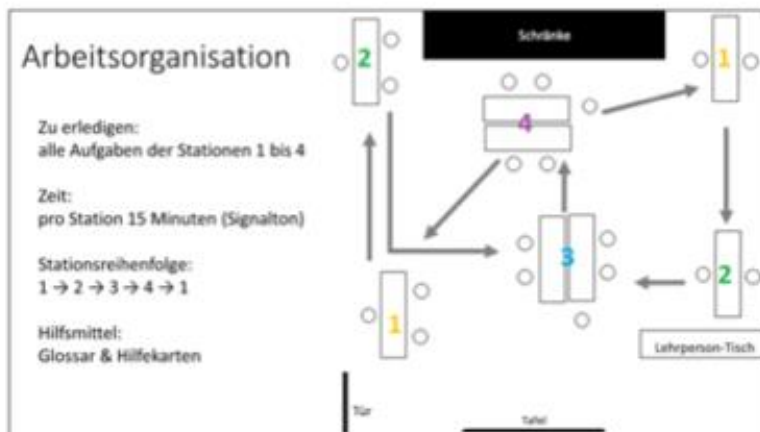 Arbeitsorganisation
Zu erledigen:
alle Aufgaben der Stationen 1 bis 4
Zeit:
pro Station 15 Minuten (Signalton)
Stationsreihenfolge:
1 → 2 → 3 → 4 → 1
Hilfsmittel:
Glossar & Hilfekarten
2
Schränke
1
4
3
2
1
Lehrperson-Tisch
Tür
Tafel